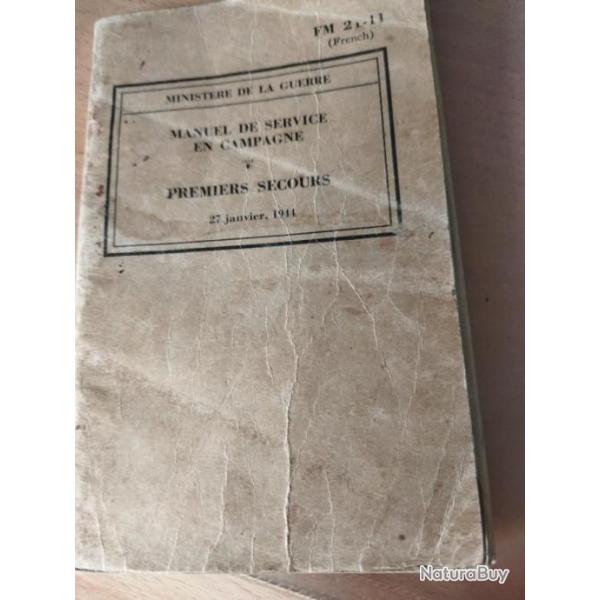 FM 21-11
(French)
MINISTERE DE LA GUERRE
MANUEL DE SERVICE
EN CAMPAGNE
PREMIERS SECOURS
27 janvier, 1944
NaturaBuy